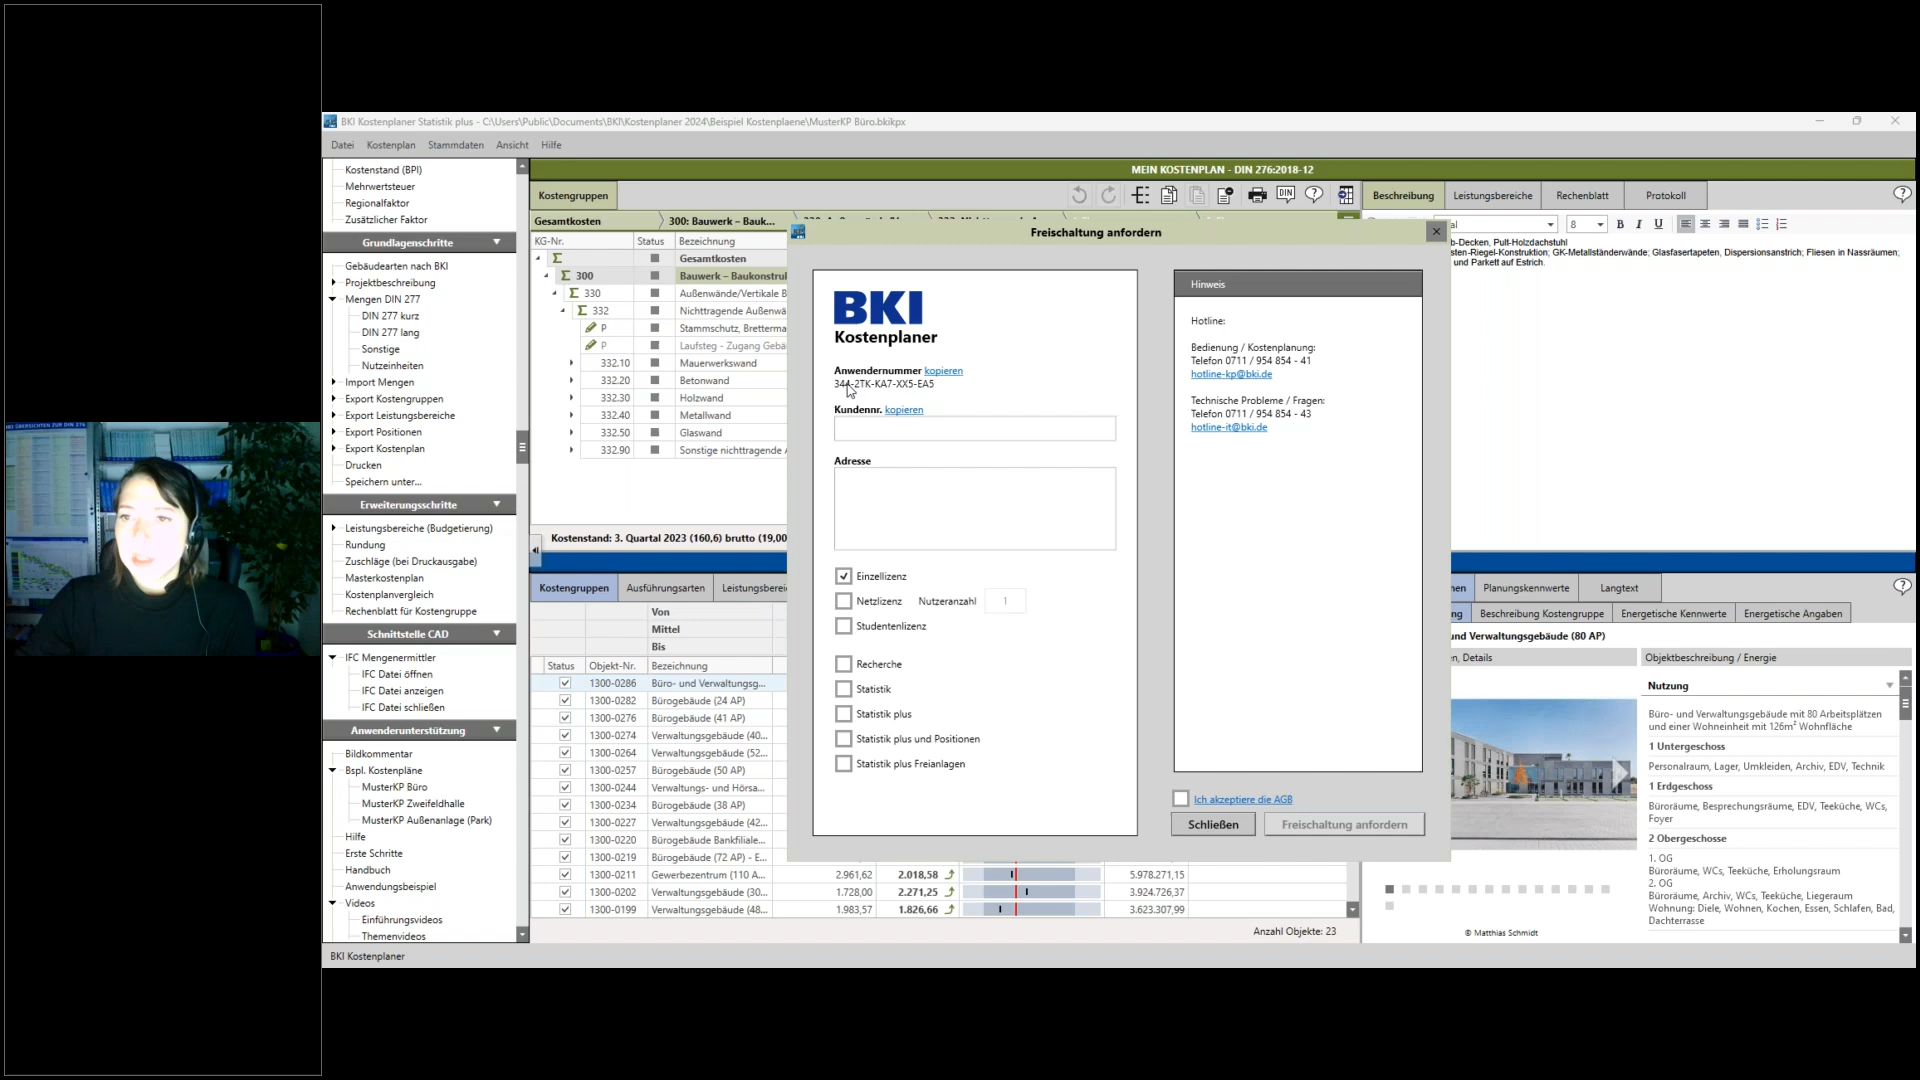 BKI Kostenplaner Statistik plus - C:\Users\Public\Documents\BKI\Kostenplaner 2024\Beispiel Kostenplaene\MusterKP Büro.bkikpx
Datei Kostenplan Stammdaten Ansicht Hilfe
Kostenstand (BPI)
Mehrwertsteuer
Regionalfaktor
Zusätzlicher Faktor
Grundlagenschritte
Gebäudearten nach BKI
Projektbeschreibung
Mengen DIN 277
DIN 277 kurz
DIN 277 lang
Sonstige
Nutzeinheiten
Import Mengen
Export Kostengruppen
Export Leistungsbereiche
Export Positionen
Export Kostenplan
Drucken
Speichern unter...
Erweiterungsschritte
Leistungsbereiche (Budgetierung)
Rundung
Zuschläge (bei Druckausgabe)
Masterkostenplan
Kostenplanvergleich
Rechenblatt für Kostengruppe
Schnittstelle CAD
IFC Mengenermittler
IFC Datei öffnen
IFC Datei anzeigen
IFC Datei schließen
Anwenderunterstützung
Bildkommentar
Bspl. Kostenpläne
MusterKP Büro
MusterKP Zweifeldhalle
MusterKP Außenanlage (Park)
Hilfe
Erste Schritte
Handbuch
Anwendungsbeispiel
Videos
Einführungsvideos
Themenvideos
BKI Kostenplaner
MEIN KOSTENPLAN - DIN 276:2018-12
Kostengruppen
DIN
Gesamtkosten 300: Bauwerk – Bauk...
KG-Nr. Status Bezeichnung
Gesamtkosten
300 Bauwerk – Baukonstruk
330 Außenwände/Vertikale B
332 Nichttragende Außenwä
P Stammschutz, Bretterma
P Laufsteg - Zugang Gebä
332.10 Mauerwerkswand
332.20 Betonwand
332.30 Holzwand
332.40 Metallwand
332.50 Glaswand
332.90 Sonstige nichttragende
Kostenstand: 3. Quartal 2023 (160,6) brutto (19,00
Kostengruppen Ausführungsarten Leistungsberei
Von
Mittel
Bis
Status Objekt-Nr. Bezeichnung
1300-0286 Büro- und Verwaltungsg...
1300-0282 Bürogebäude (24 AP)
1300-0276 Bürogebäude (41 AP)
1300-0274 Verwaltungsgebäude (40...
1300-0264 Verwaltungsgebäude (52...
1300-0257 Bürogebäude (50 AP)
1300-0244 Verwaltungs- und Hörsa...
1300-0234 Bürogebäude (38 AP)
1300-0227 Verwaltungsgebäude (42...
1300-0220 Bürogebäude Bankfiliale...
1300-0219 Bürogebäude (72 AP) - E...
1300-0211 Gewerbezentrum (110 A... 2.961,62 2.018,58 5.978.271,15
1300-0202 Verwaltungsgebäude (30... 1.728,00 2.271,25 3.924.726,37
1300-0199 Verwaltungsgebäude (48... 1.983,57 1.826,66 3.623.307,99
Anzahl Objekte: 23
Freischaltung anfordern
BKI
Kostenplaner
Anwendernummer kopieren
344-2TK-KA7-XX5-EA5
Kundennr. kopieren
Adresse
Einzellizenz
Netzlizenz Nutzeranzahl 1
Studentenlizenz
Recherche
Statistik
Statistik plus
Statistik plus und Positionen
Statistik plus Freianlagen
Hinweis
Hotline:
Bedienung / Kostenplanung:
Telefon 0711 / 954 854 - 41
hotline-kp@bki.de
Technische Probleme / Fragen:
Telefon 0711 / 954 854 - 43
hotline-it@bki.de
Ich akzeptiere die AGB
Schließen Freischaltung anfordern
Beschreibung Leistungsbereiche Rechenblatt Protokoll
al 8 B I U
b-Decken, Pult-Holzdachstuhl
sten-Riegel-Konstruktion; GK-Metallständerwände; Glasfasertapeten, Dispersionsanstrich; Fliesen in Nassräumen;
und Parkett auf Estrich.
nen Planungskennwerte Langtext
ng Beschreibung Kostengruppe Energetische Kennwerte Energetische Angaben
und Verwaltungsgebäude (80 AP)
n, Details Objektbeschreibung / Energie
Nutzung
Büro- und Verwaltungsgebäude mit 80 Arbeitsplätzen
und einer Wohneinheit mit 126m² Wohnfläche
1 Untergeschoss
Personalraum, Lager, Umkleiden, Archiv, EDV, Technik
1 Erdgeschoss
Büroräume, Besprechungsräume, EDV, Teeküche, WCs,
Foyer
2 Obergeschosse
1. OG
Büroräume, WCs, Teeküche, Erholungsraum
2. OG
Büroräume, Archiv, WCs, Teeküche, Liegeraum
Wohnung: Diele, Wohnen, Kochen, Essen, Schlafen, Bad,
Dachterrasse
© Matthias Schmidt